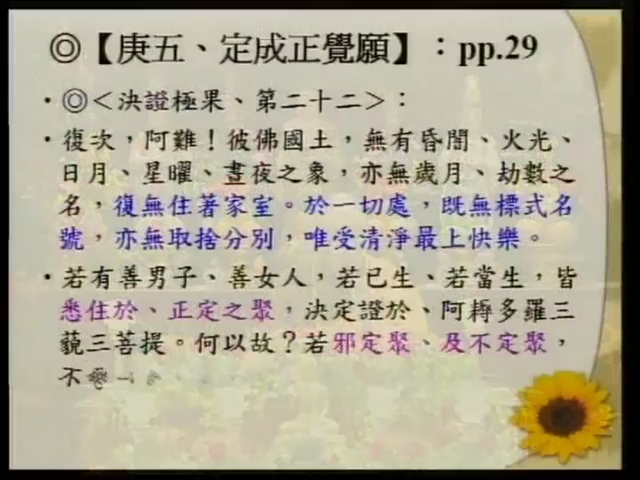 ◎【庚五、定成正覺願】：pp.29
・◎＜決證極果、第二十二＞：
・復次，阿難！彼佛國土，無有昏闇、火光、
日月、星曜、晝夜之象，亦無歲月、劫數之
名，復無住著家室。於一切處，既無標式名
號，亦無取捨分別，唯受清淨最上快樂。
・若有善男子、善女人，若已生、若當生，皆
悉住於、正定之聚，決定證於、阿耨多羅三
藐三菩提。何以故？若邪定聚、及不定聚，
不